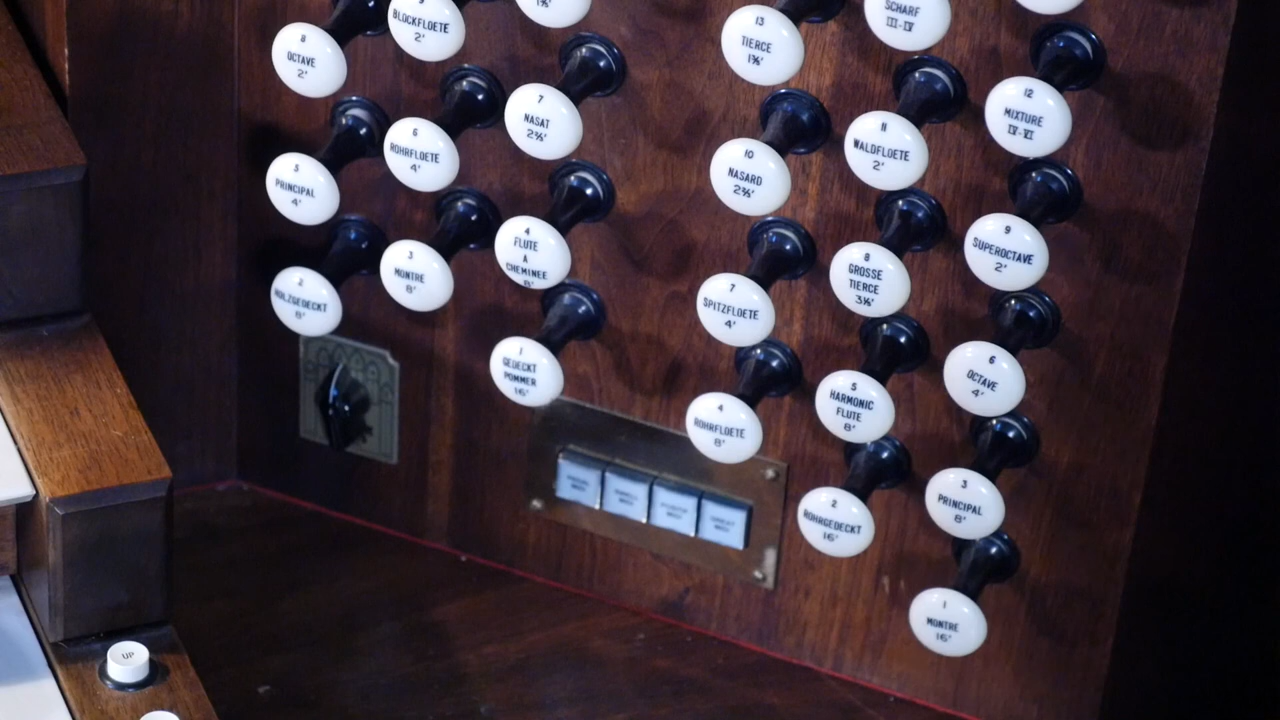 9
BLOCKFLOETE
2'
8
OCTAVE
2'
1⅗'
7
NASAT
2⅔'
6
ROHRFLOETE
4'
5
PRINCIPAL
4'
4
FLUTE
A
CHEMINEE
8'
3
MONTRE
8'
2
HOLZGEDECKT
8'
1
GEDECKT
POMMER
16'
SCHARF
III-IV
13
TIERCE
1⅗'
12
MIXTURE
IV-VI
11
WALDFLOETE
2'
10
NASARD
2⅔'
9
SUPEROCTAVE
2'
8
GROSSE
TIERCE
3⅕'
7
SPITZFLOETE
4'
6
OCTAVE
4'
5
HARMONIC
FLUTE
8'
4
ROHRFLOETE
8'
3
PRINCIPAL
8'
2
ROHRGEDECKT
16'
1
MONTRE
16'
UP